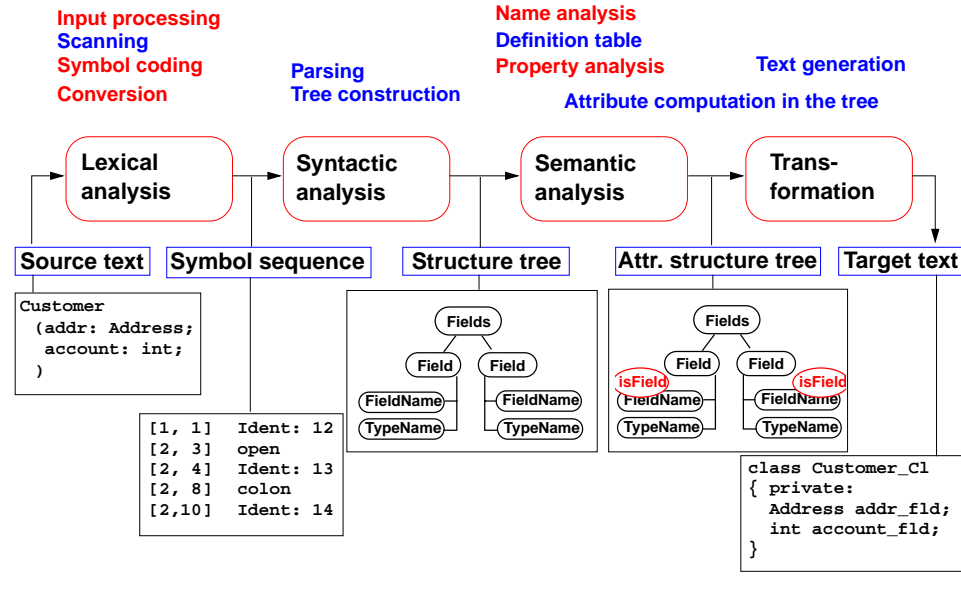 Input processing
Scanning
Symbol coding
Conversion
Parsing
Tree construction
Name analysis
Definition table
Property analysis
Text generation
Attribute computation in the tree
Lexical
analysis
Syntactic
analysis
Semantic
analysis
Trans-
formation
Source text
Symbol sequence
Structure tree
Attr. structure tree
Target text
Customer
(addr: Address;
account: int;
)
[1, 1] Ident: 12
[2, 3] open
[2, 4] Ident: 13
[2, 8] colon
[2,10] Ident: 14
Fields
Field
Field
FieldName
FieldName
TypeName
TypeName
Fields
Field
Field
isField
isField
FieldName
FieldName
TypeName
TypeName
class Customer_Cl
{ private:
Address addr_fld;
int account_fld;
}